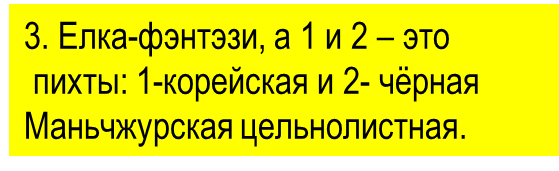 3. Елка-фэнтэзи, а 1 и 2 – это
пихты: 1-корейская и 2- чёрная
Маньчжурская цельнолистная.